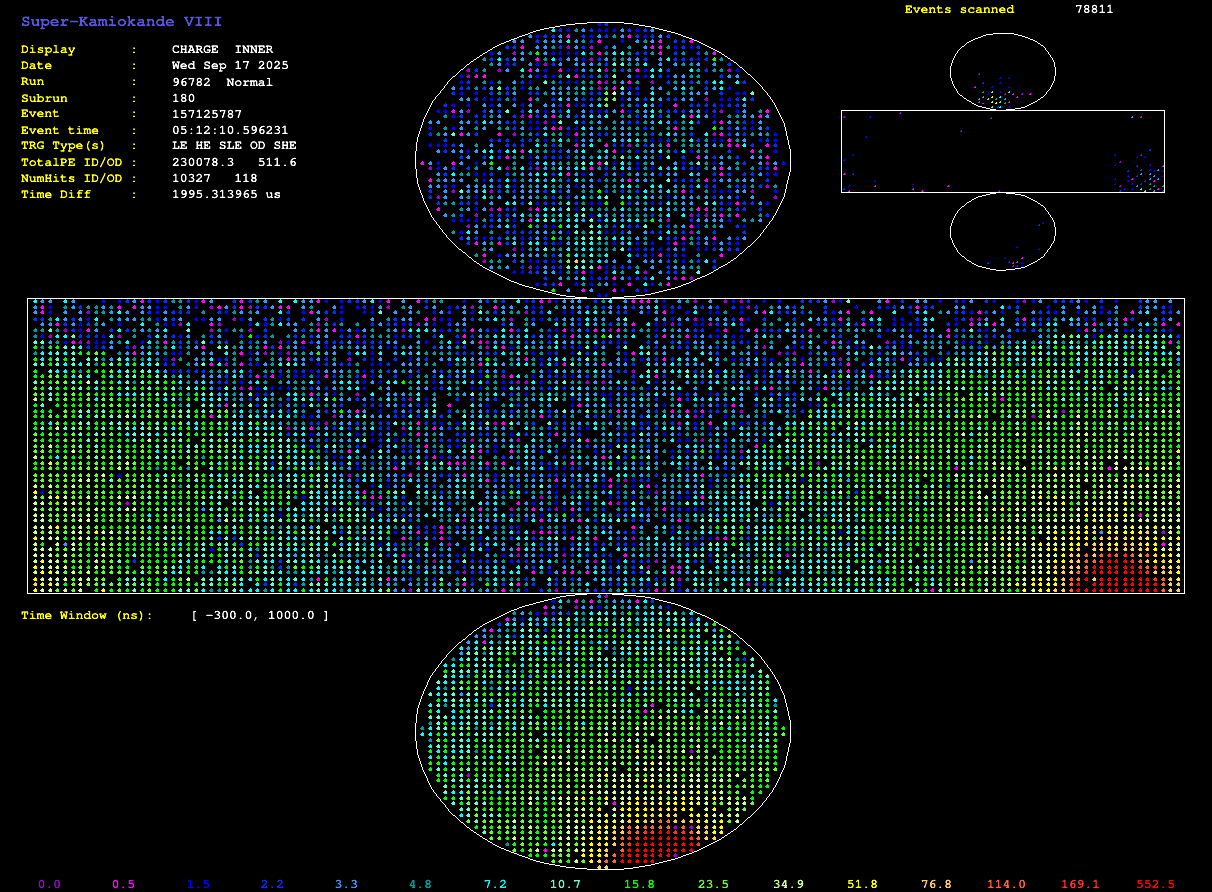 Super-Kamiokande VIII
Events scanned 78811
Display : CHARGE INNER
Date : Wed Sep 17 2025
Run : 96782 Normal
Subrun : 180
Event : 157125787
Event time : 05:12:10.596231
TRG Type(s) : LE HE SLE OD SHE
TotalPE ID/OD : 230078.3 511.6
NumHits ID/OD : 10327 118
Time Diff : 1995.313965 us
Time Window (ns): [ -300.0, 1000.0 ]
0.0 0.5 1.5 2.2 3.3 4.8 7.2 10.7 15.8 23.5 34.9 51.8 76.8 114.0 169.1 552.5